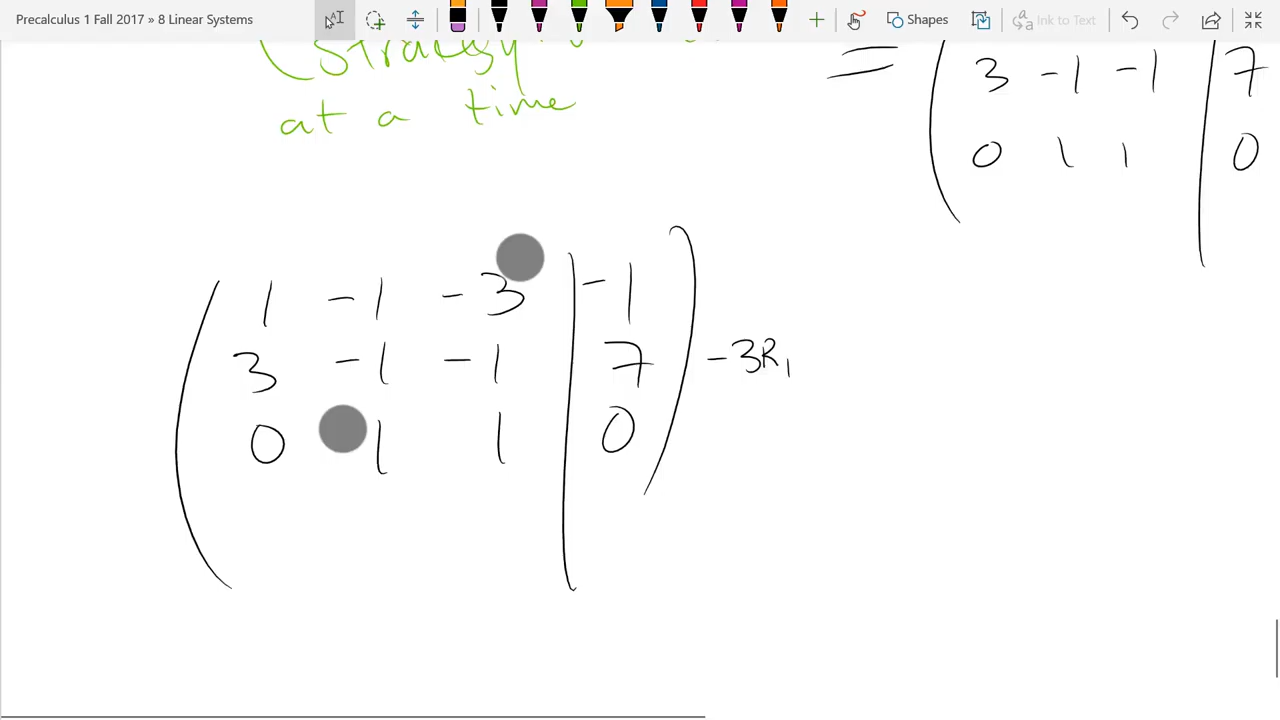 Precalculus 1 Fall 2017 » 8 Linear Systems
Shapes
Ink to Text
(Strategy
at a time
= 3 -1 -1 | 7
0 1 1 | 0
1 -1 -3 | -1
3 -1 -1 | 7 -3R₁
0 1 1 | 0